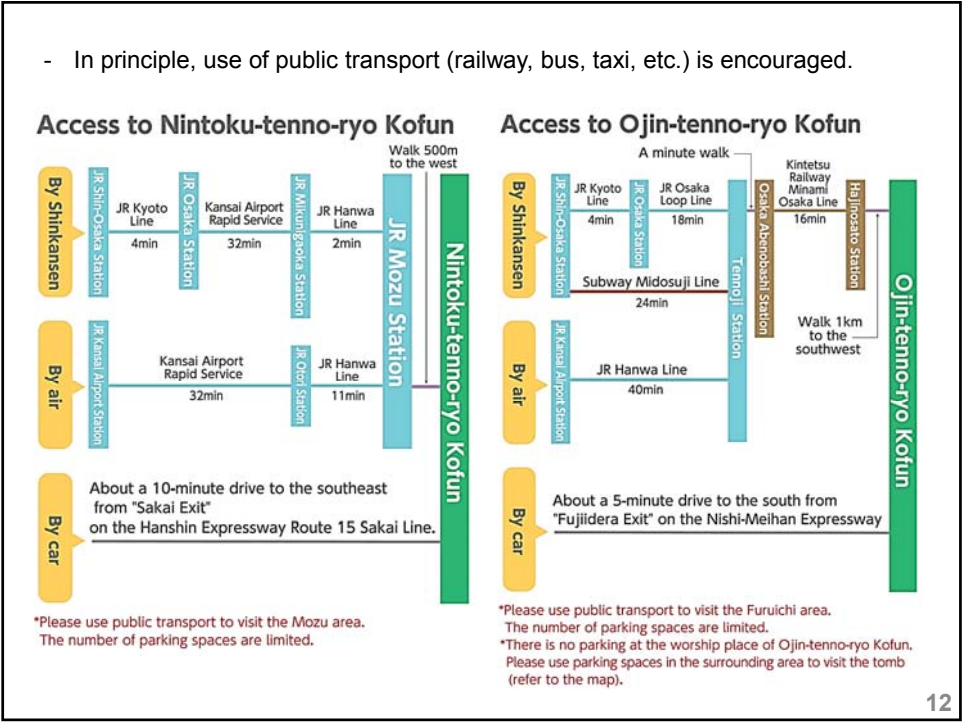 - In principle, use of public transport (railway, bus, taxi, etc.) is encouraged.
Access to Nintoku-tenno-ryo Kofun
Walk 500m
to the west
By Shinkansen
JR Shin-Osaka Station
JR Kyoto
Line
4min
JR Osaka Station
Kansai Airport
Rapid Service
32min
JR Mikunigaoka Station
JR Hanwa
Line
2min
JR Mozu Station
Nintoku-tenno-ryo Kofun
By air
JR Kansai Airport Station
Kansai Airport
Rapid Service
32min
JR Otori Station
JR Hanwa
Line
11min
By car
About a 10-minute drive to the southeast
from "Sakai Exit"
on the Hanshin Expressway Route 15 Sakai Line.
*Please use public transport to visit the Mozu area.
The number of parking spaces are limited.
Access to Ojin-tenno-ryo Kofun
A minute walk
By Shinkansen
JR Shin-Osaka Station
JR Kyoto
Line
4min
JR Osaka Station
JR Osaka
Loop Line
18min
Subway Midosuji Line
24min
Tennoji Station
Osaka Abenobashi Station
Kintetsu
Railway
Minami
Osaka Line
16min
Hajinosato Station
Walk 1km
to the
southwest
Ojin-tenno-ryo Kofun
By air
JR Kansai Airport Station
JR Hanwa Line
40min
By car
About a 5-minute drive to the south from
"Fujiidera Exit" on the Nishi-Meihan Expressway
*Please use public transport to visit the Furuichi area.
The number of parking spaces are limited.
*There is no parking at the worship place of Ojin-tenno-ryo Kofun.
Please use parking spaces in the surrounding area to visit the tomb
(refer to the map).
12